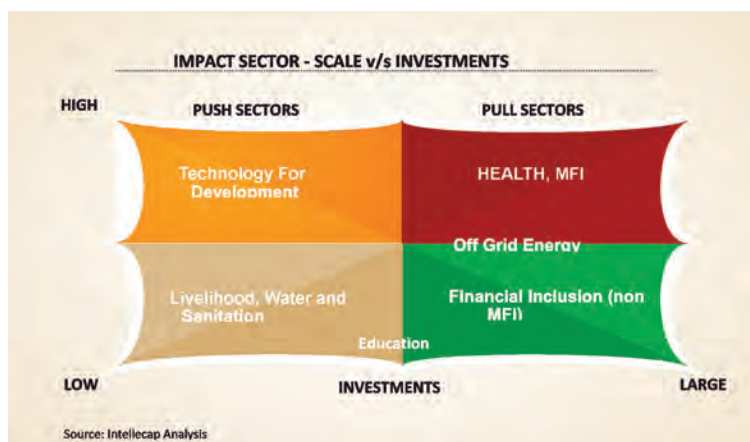 IMPACT SECTOR - SCALE v/s INVESTMENTS
HIGH
PUSH SECTORS
PULL SECTORS
Technology For
Development
HEALTH, MFI
Off Grid Energy
Livelihood, Water and
Sanitation
Financial Inclusion (non
MFI)
Education
LOW
INVESTMENTS
LARGE
Source: Intellecap Analysis